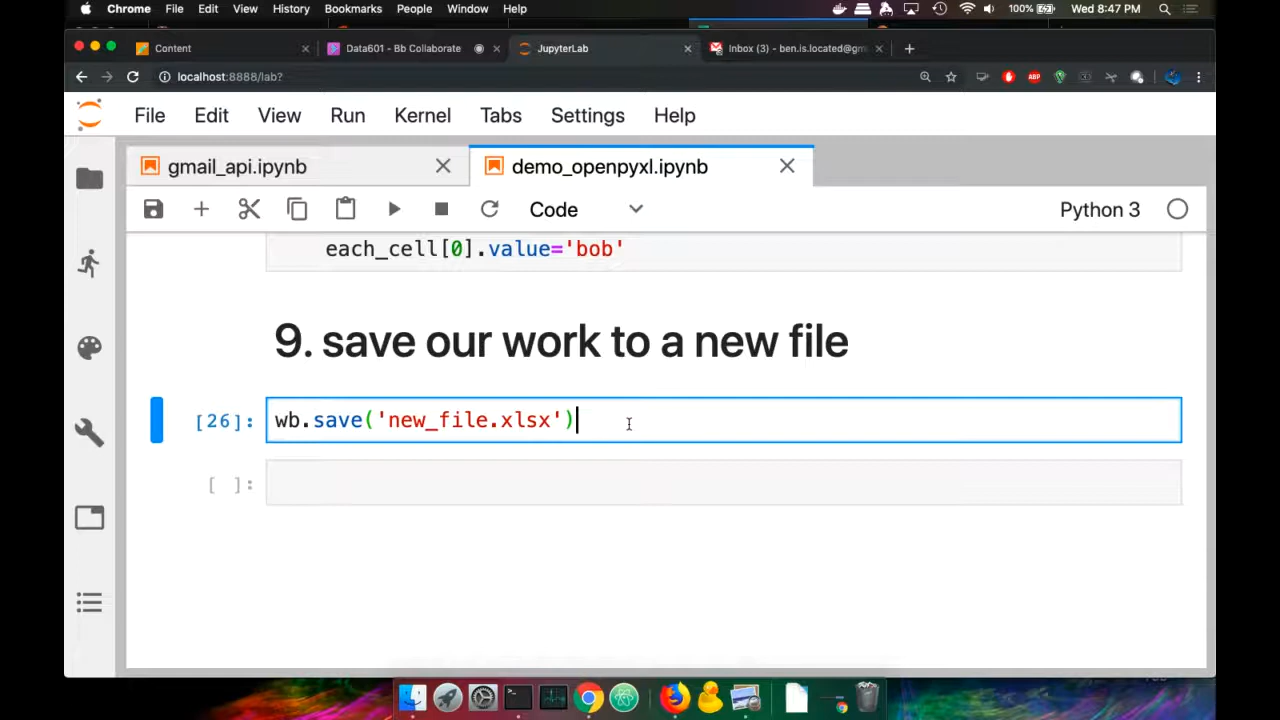 Chrome File Edit View History Bookmarks People Window Help 100% Wed 8:47 PM
Content Data601 - Bb Collaborate JupyterLab Inbox (3) - ben.is.located@gm
localhost:8888/lab?
ABP
File Edit View Run Kernel Tabs Settings Help
gmail_api.ipynb demo_openpyxl.ipynb
Code Python 3
each_cell[0].value='bob'
9. save our work to a new file
[26]: wb.save('new_file.xlsx')
[ ]: